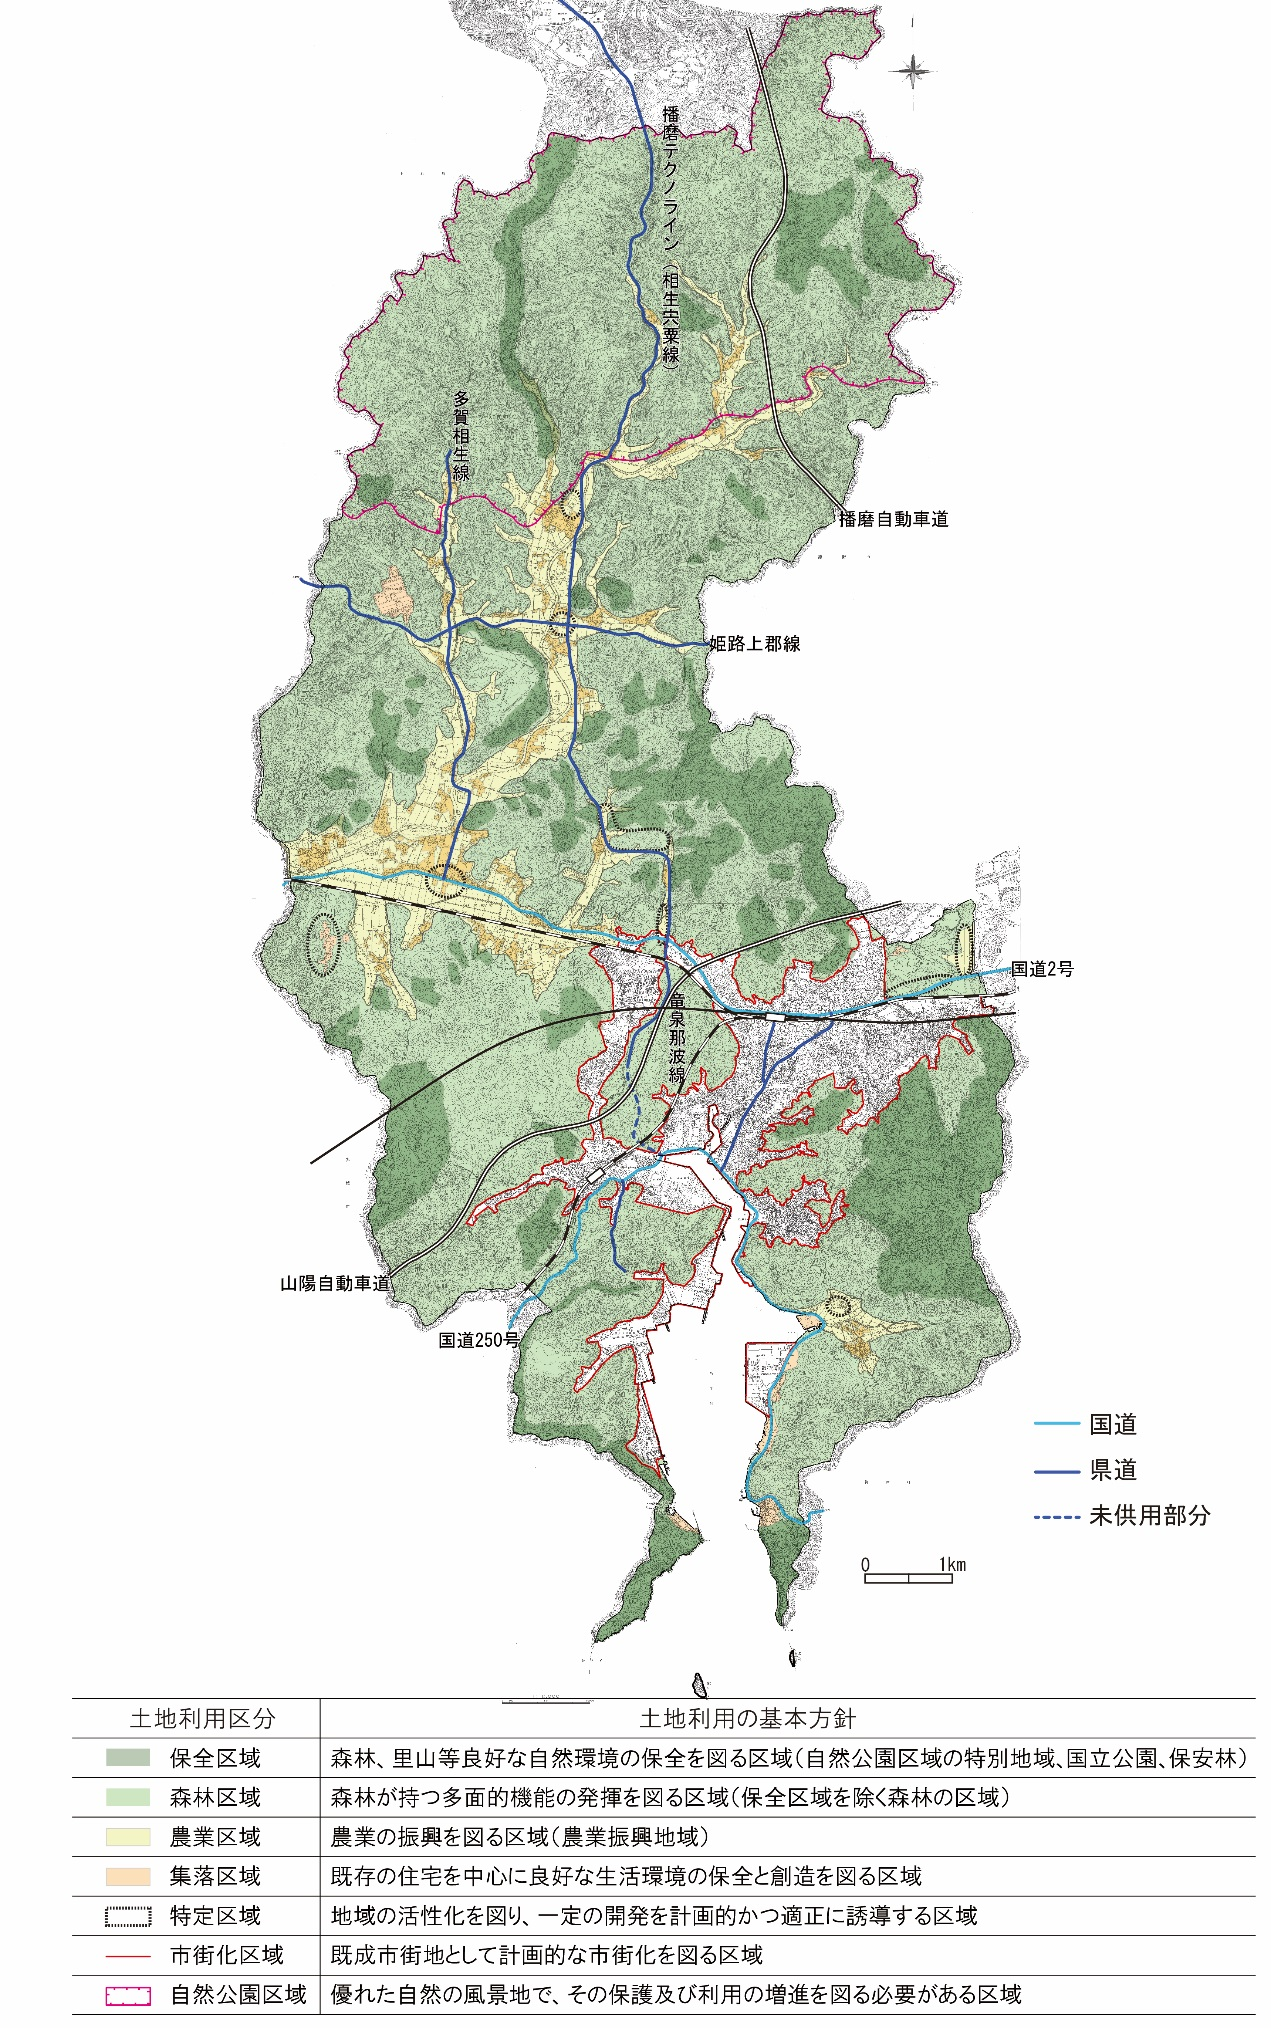 播磨テクノライン（相生宍粟線）
多賀相生線
播磨自動車道
姫路上郡線
国道2号
竜泉那波線
山陽自動車道
国道250号
国道
県道
未供用部分
0 1km
土地利用区分 土地利用の基本方針
保全区域 森林、里山等良好な自然環境の保全を図る区域（自然公園区域の特別地域、国立公園、保安林）
森林区域 森林が持つ多面的機能の発揮を図る区域（保全区域を除く森林の区域）
農業区域 農業の振興を図る区域（農業振興地域）
集落区域 既存の住宅を中心に良好な生活環境の保全と創造を図る区域
特定区域 地域の活性化を図り、一定の開発を計画的かつ適正に誘導する区域
市街化区域 既成市街地として計画的な市街化を図る区域
自然公園区域 優れた自然の風景地で、その保護及び利用の増進を図る必要がある区域